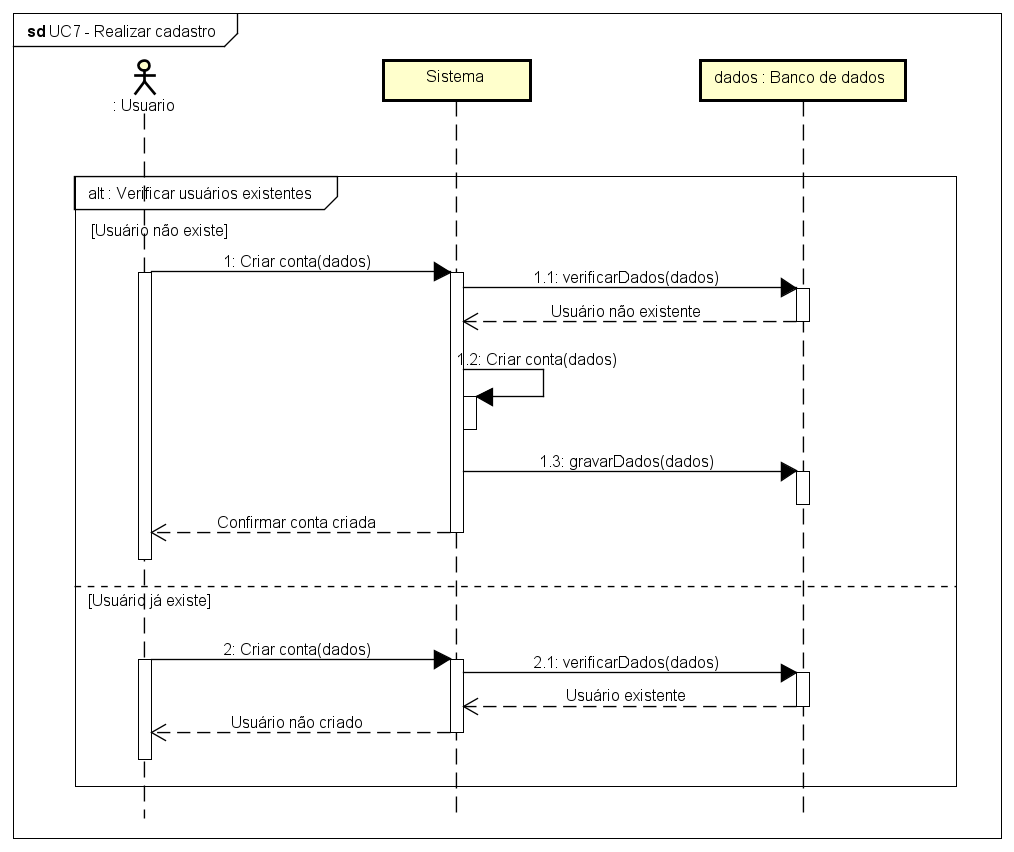 sd UC7 - Realizar cadastro
: Usuario
Sistema
dados : Banco de dados
alt : Verificar usuários existentes
[Usuário não existe]
1: Criar conta(dados)
1.1: verificarDados(dados)
Usuário não existente
1.2: Criar conta(dados)
1.3: gravarDados(dados)
Confirmar conta criada
[Usuário já existe]
2: Criar conta(dados)
2.1: verificarDados(dados)
Usuário existente
Usuário não criado